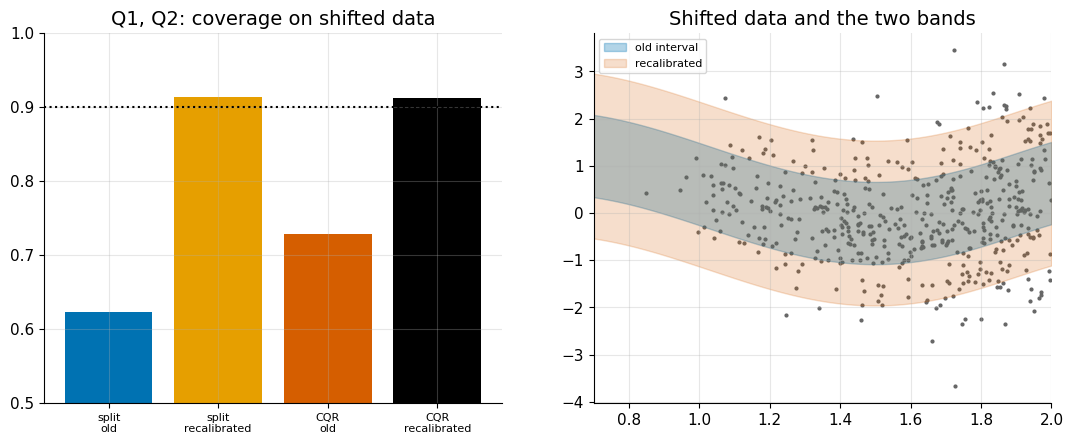 Q1, Q2: coverage on shifted data
1.0
0.9
0.8
0.7
0.6
0.5
split
old
split
recalibrated
CQR
old
CQR
recalibrated
Shifted data and the two bands
old interval
recalibrated
3
2
1
0
−1
−2
−3
−4
0.8
1.0
1.2
1.4
1.6
1.8
2.0